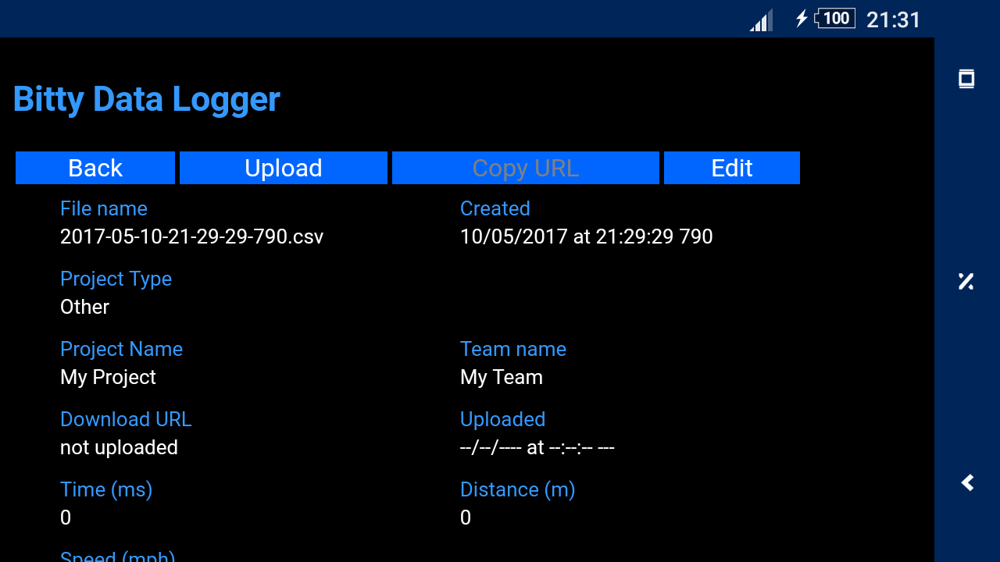 100 21:31
Bitty Data Logger
Back Upload Copy URL Edit
File name Created
2017-05-10-21-29-29-790.csv 10/05/2017 at 21:29:29 790
Project Type
Other
Project Name Team name
My Project My Team
Download URL Uploaded
not uploaded --/--/---- at --:--:-- ---
Time (ms) Distance (m)
0 0
Speed (mph)